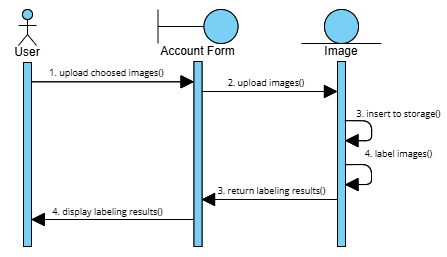 User
Account Form
Image
1. upload choosed images()
2. upload images()
3. insert to storage()
4. label images()
3. return labeling results()
4. display labeling results()